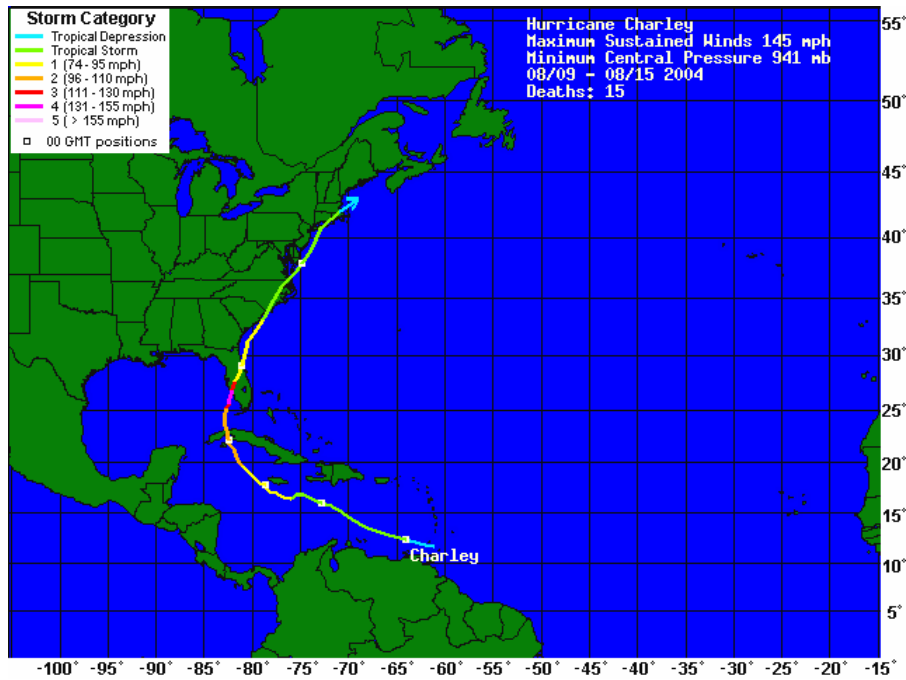 Storm Category
Tropical Depression
Tropical Storm
1 (74 - 95 mph)
2 (96 - 110 mph)
3 (111 - 130 mph)
4 (131 - 155 mph)
5 ( > 155 mph)
00 GMT positions
Hurricane Charley
Maximum Sustained Winds 145 mph
Minimum Central Pressure 941 mb
08/09 - 08/15 2004
Deaths: 15
55°
50°
45°
40°
35°
30°
25°
20°
15°
Charley
10°
5°
-100° -95° -90° -85° -80° -75° -70° -65° -60° -55° -50° -45° -40° -35° -30° -25° -20° -15°